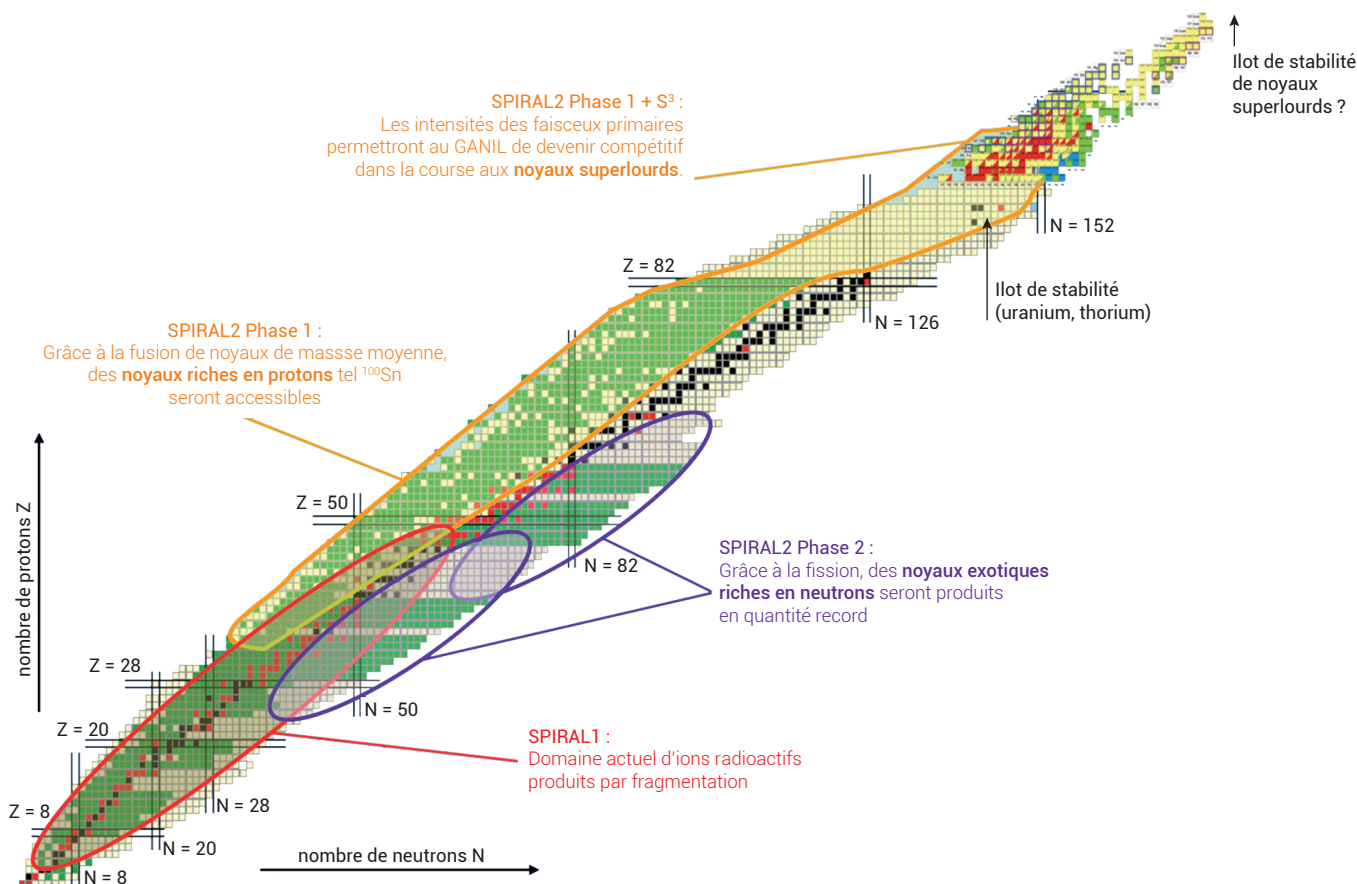 Ilot de stabilité
de noyaux
superlourds ?
SPIRAL2 Phase 1 + S³ :
Les intensités des faisceux primaires
permettront au GANIL de devenir compétitif
dans la course aux noyaux superlourds.
N = 152
Z = 82
Ilot de stabilité
(uranium, thorium)
N = 126
SPIRAL2 Phase 1 :
Grâce à la fusion de noyaux de massse moyenne,
des noyaux riches en protons tel ¹⁰⁰Sn
seront accessibles
nombre de protons Z
Z = 50
N = 82
SPIRAL2 Phase 2 :
Grâce à la fission, des noyaux exotiques
riches en neutrons seront produits
en quantité record
Z = 28
N = 50
Z = 20
SPIRAL1 :
Domaine actuel d'ions radioactifs
produits par fragmentation
N = 28
Z = 8
N = 20
nombre de neutrons N
N = 8